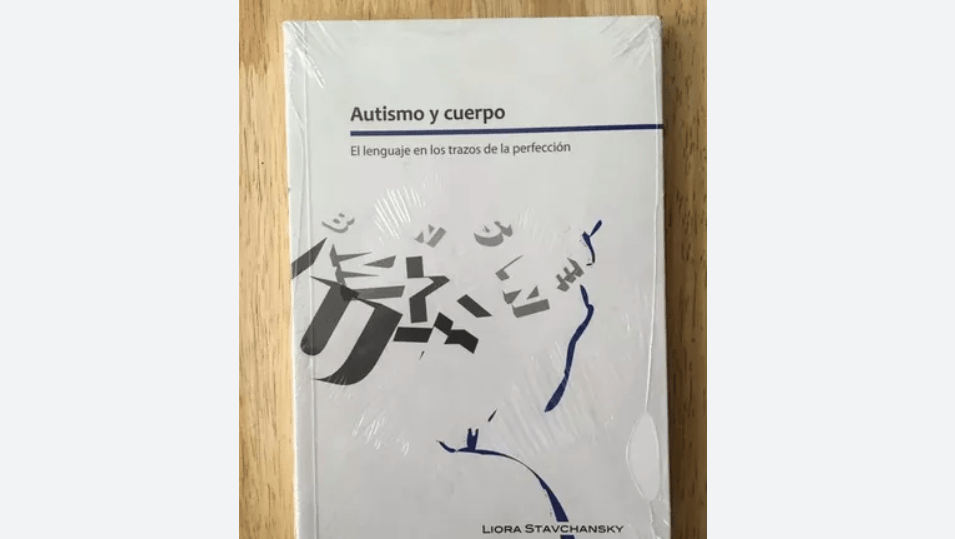 Autismo y cuerpo
El lenguaje en los trazos de la perfección
B N S
M
N E
LIORA STAVCHANSKY